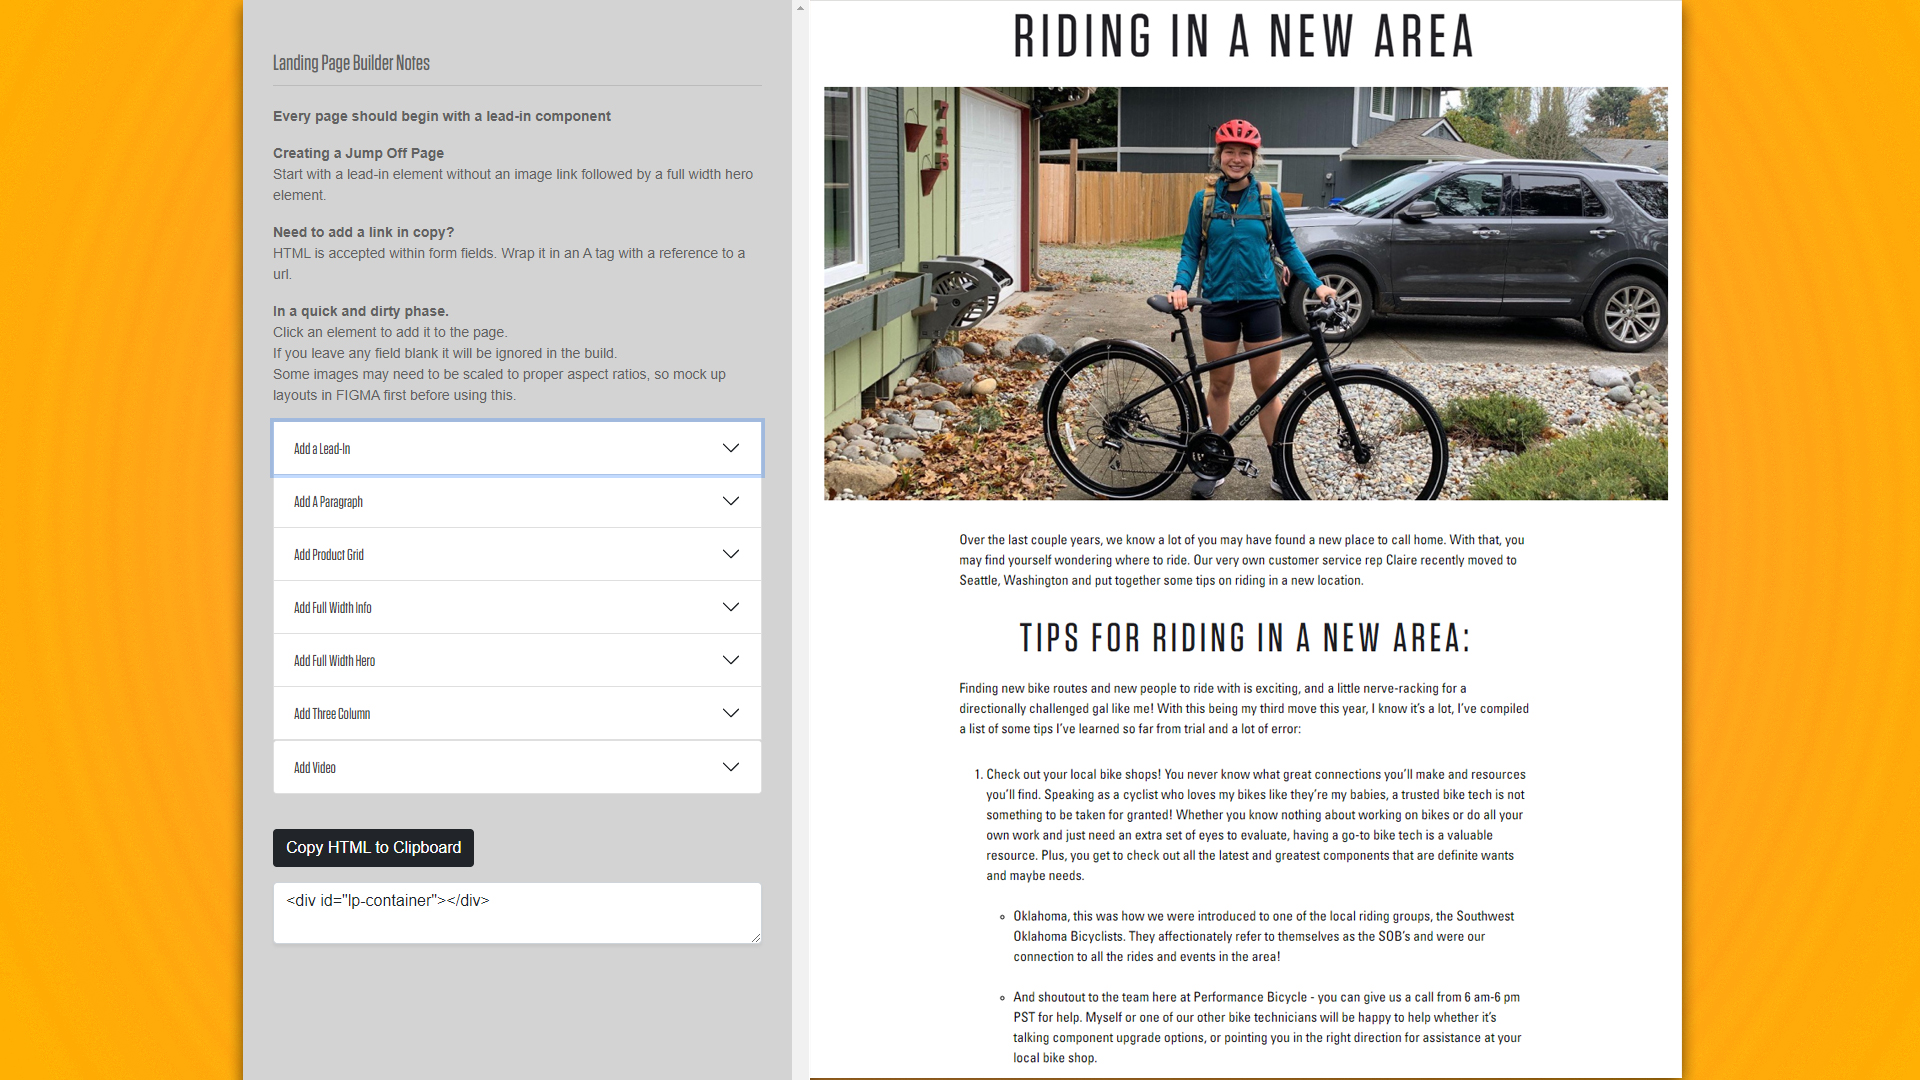 Landing Page Builder Notes
Every page should begin with a lead-in component
Creating a Jump Off Page
Start with a lead-in element without an image link followed by a full width hero
element.
Need to add a link in copy?
HTML is accepted within form fields. Wrap it in an A tag with a reference to a
url.
In a quick and dirty phase.
Click an element to add it to the page.
If you leave any field blank it will be ignored in the build.
Some images may need to be scaled to proper aspect ratios, so mock up
layouts in FIGMA first before using this.
Add a Lead-In
Add A Paragraph
Add Product Grid
Add Full Width Info
Add Full Width Hero
Add Three Column
Add Video
Copy HTML to Clipboard
<div id="lp-container"></div>
RIDING IN A NEW AREA
co·op
Over the last couple years, we know a lot of you may have found a new place to call home. With that, you
may find yourself wondering where to ride. Our very own customer service rep Claire recently moved to
Seattle, Washington and put together some tips on riding in a new location.
TIPS FOR RIDING IN A NEW AREA:
Finding new bike routes and new people to ride with is exciting, and a little nerve-racking for a
directionally challenged gal like me! With this being my third move this year, I know it's a lot, I've compiled
a list of some tips I've learned so far from trial and a lot of error:
1. Check out your local bike shops! You never know what great connections you'll make and resources
you'll find. Speaking as a cyclist who loves my bikes like they're my babies, a trusted bike tech is not
something to be taken for granted! Whether you know nothing about working on bikes or do all your
own work and just need an extra set of eyes to evaluate, having a go-to bike tech is a valuable
resource. Plus, you get to check out all the latest and greatest components that are definite wants
and maybe needs.
Oklahoma, this was how we were introduced to one of the local riding groups, the Southwest
Oklahoma Bicyclists. They affectionately refer to themselves as the SOB's and were our
connection to all the rides and events in the area!
And shoutout to the team here at Performance Bicycle - you can give us a call from 6 am-6 pm
PST for help. Myself or one of our other bike technicians will be happy to help whether it's
talking component upgrade options, or pointing you in the right direction for assistance at your
local bike shop.